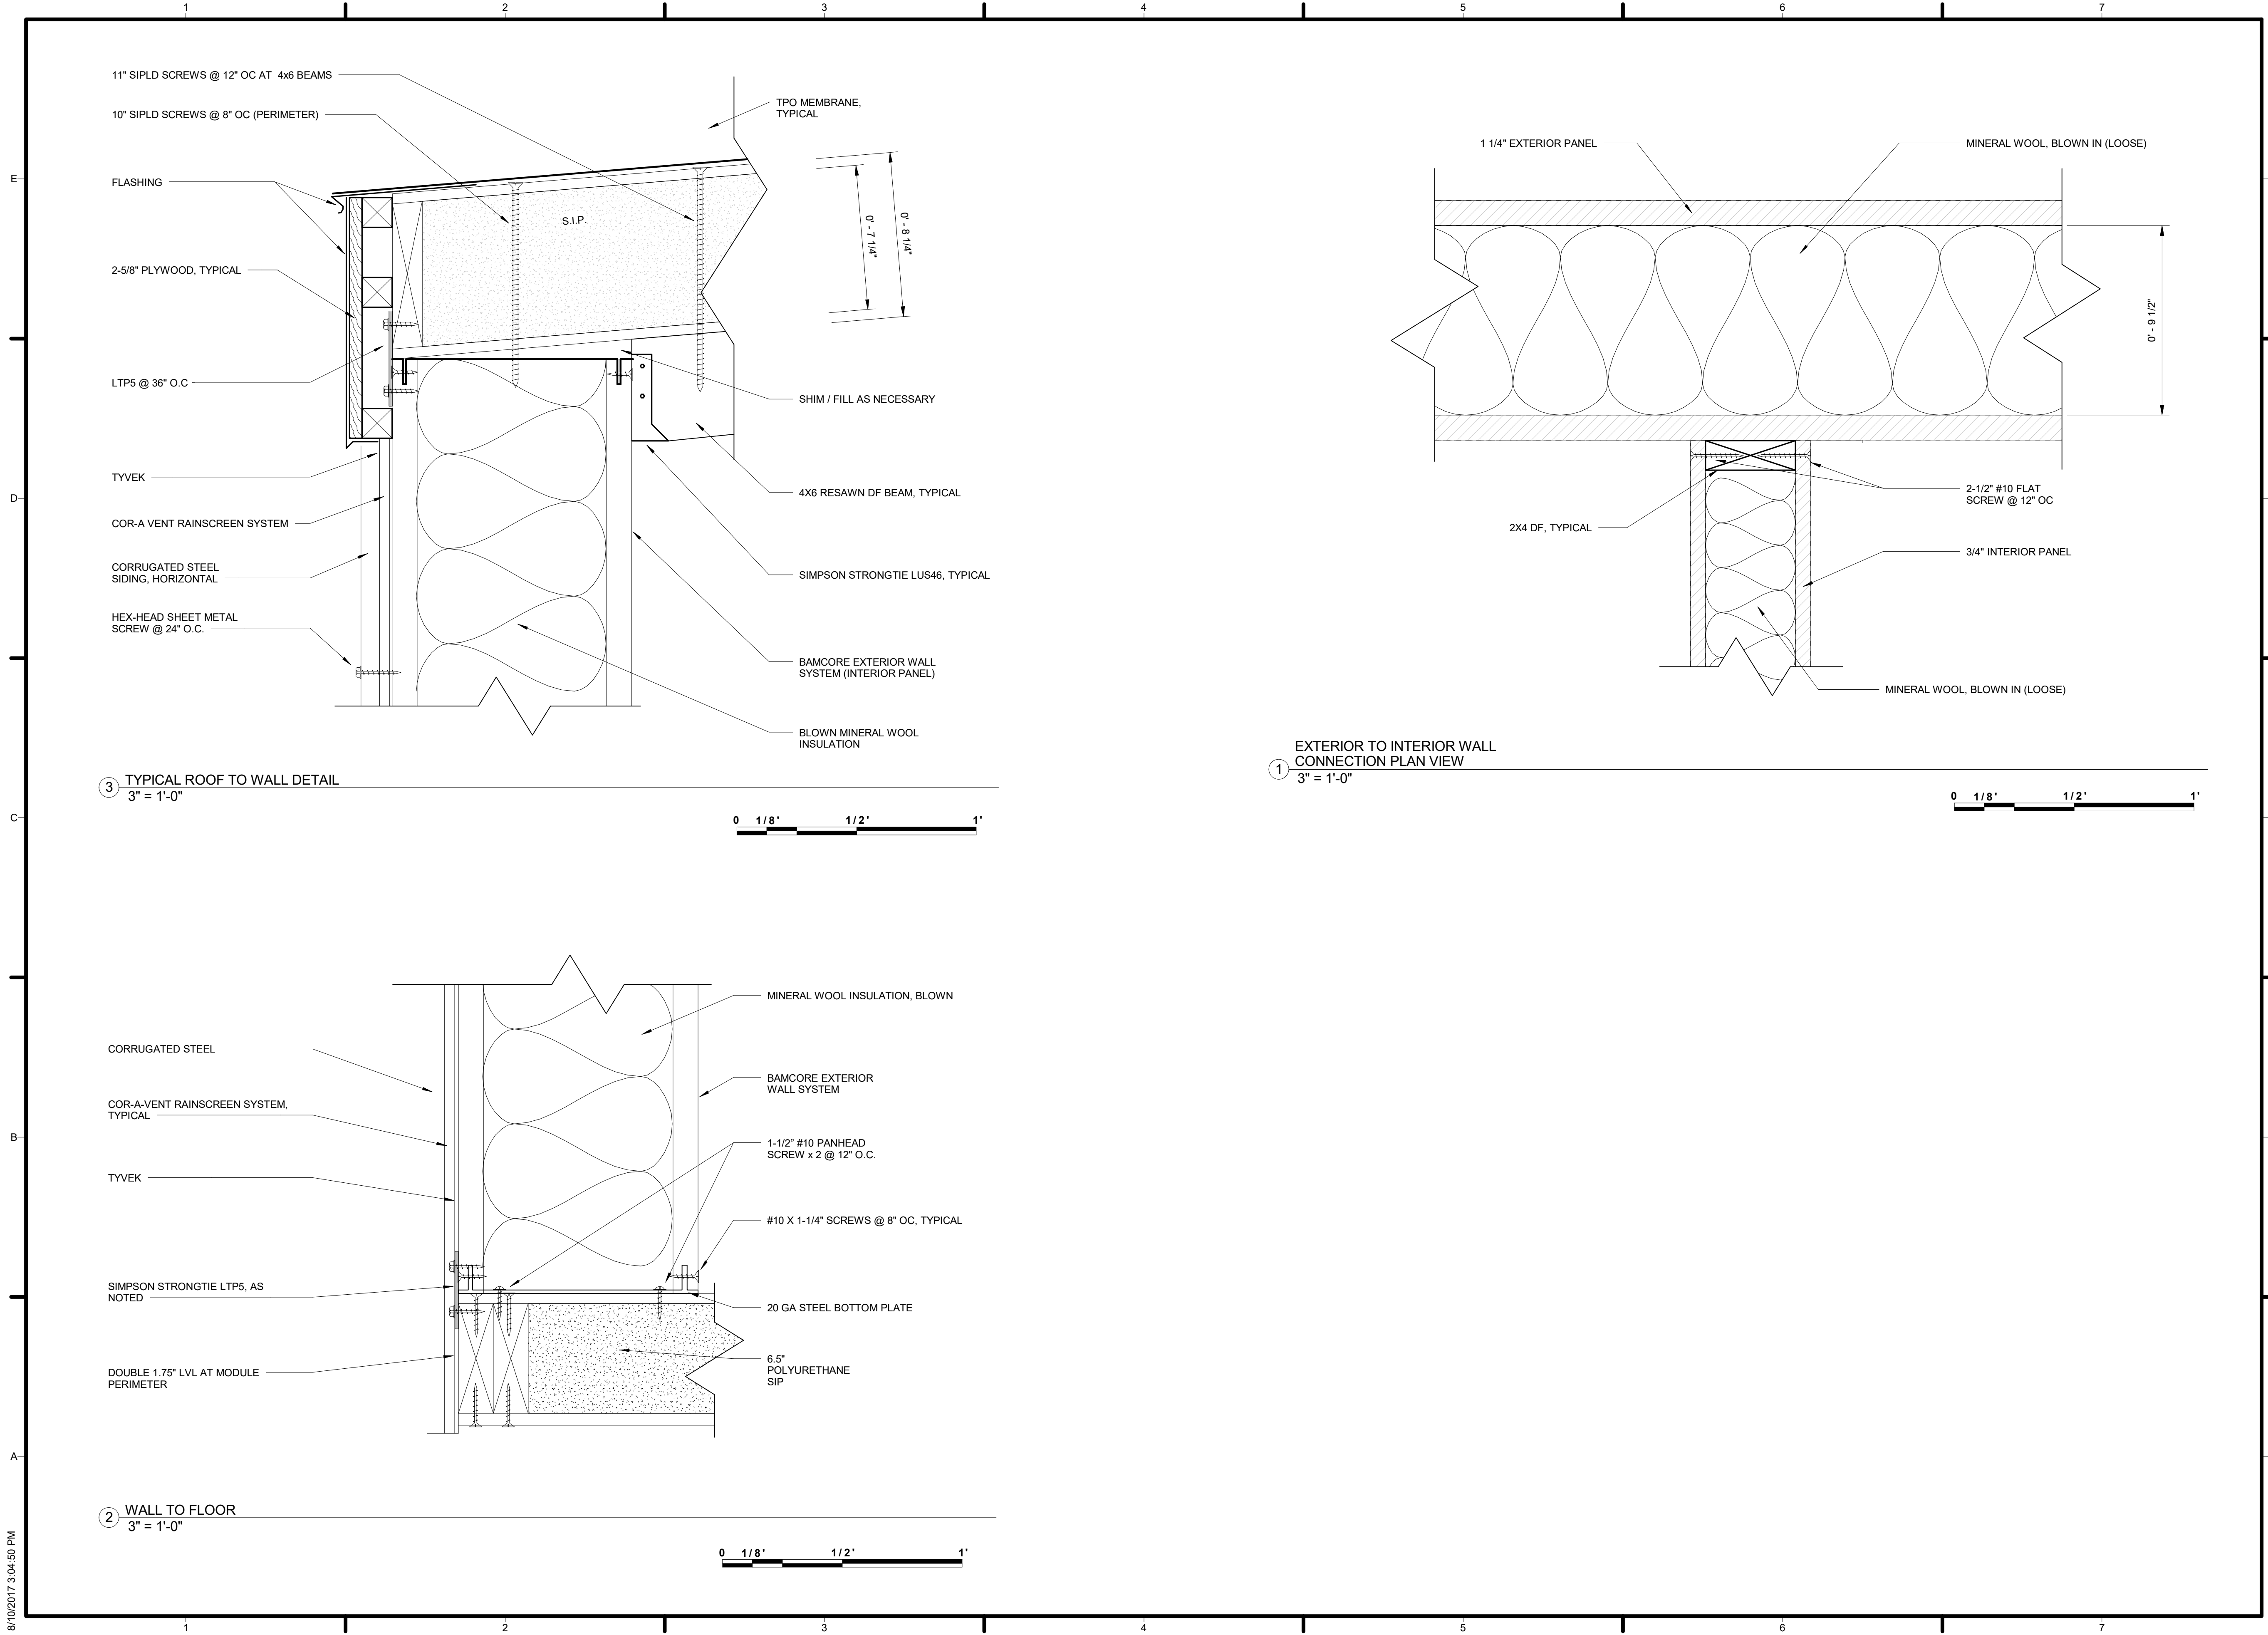 1 2 3 4 5 6 7
E
D
C
B
A
11" SIPLD SCREWS @ 12" OC AT 4x6 BEAMS
10" SIPLD SCREWS @ 8" OC (PERIMETER)
FLASHING
2-5/8" PLYWOOD, TYPICAL
LTP5 @ 36" O.C
TYVEK
COR-A VENT RAINSCREEN SYSTEM
CORRUGATED STEEL
SIDING, HORIZONTAL
HEX-HEAD SHEET METAL
SCREW @ 24" O.C.
S.I.P.
TPO MEMBRANE,
TYPICAL
0' - 7 1/4"
0' - 8 1/4"
SHIM / FILL AS NECESSARY
4X6 RESAWN DF BEAM, TYPICAL
SIMPSON STRONGTIE LUS46, TYPICAL
BAMCORE EXTERIOR WALL
SYSTEM (INTERIOR PANEL)
BLOWN MINERAL WOOL
INSULATION
3 TYPICAL ROOF TO WALL DETAIL
3" = 1'-0"
0 1/8' 1/2' 1'
1 1/4" EXTERIOR PANEL
MINERAL WOOL, BLOWN IN (LOOSE)
0' - 9 1/2"
2-1/2" #10 FLAT
SCREW @ 12" OC
2X4 DF, TYPICAL
3/4" INTERIOR PANEL
MINERAL WOOL, BLOWN IN (LOOSE)
EXTERIOR TO INTERIOR WALL
1 CONNECTION PLAN VIEW
3" = 1'-0"
0 1/8' 1/2' 1'
CORRUGATED STEEL
COR-A-VENT RAINSCREEN SYSTEM,
TYPICAL
TYVEK
SIMPSON STRONGTIE LTP5, AS
NOTED
DOUBLE 1.75" LVL AT MODULE
PERIMETER
MINERAL WOOL INSULATION, BLOWN
BAMCORE EXTERIOR
WALL SYSTEM
1-1/2” #10 PANHEAD
SCREW x 2 @ 12" O.C.
#10 X 1-1/4" SCREWS @ 8" OC, TYPICAL
20 GA STEEL BOTTOM PLATE
6.5"
POLYURETHANE
SIP
2 WALL TO FLOOR
3" = 1'-0"
0 1/8' 1/2' 1'
8/10/2017 3:04:50 PM
1 2 3 4 5 6 7